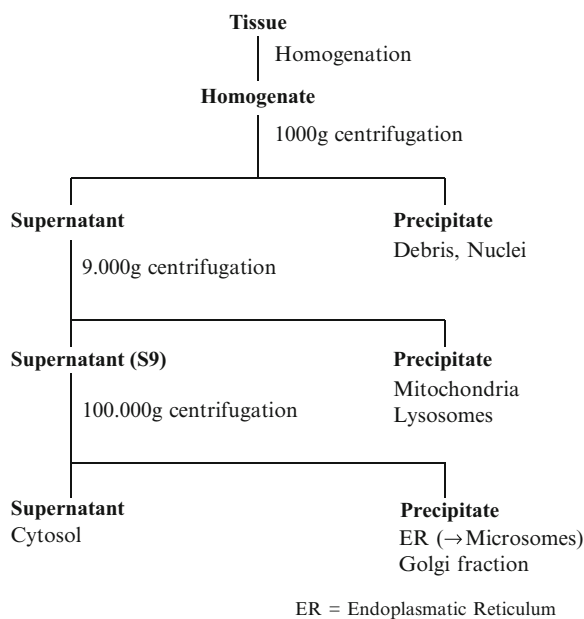 Tissue
Homogenation
Homogenate
1000g centrifugation
Supernatant
Precipitate
Debris, Nuclei
9.000g centrifugation
Supernatant (S9)
Precipitate
Mitochondria
Lysosomes
100.000g centrifugation
Supernatant
Cytosol
Precipitate
ER (→Microsomes)
Golgi fraction
ER = Endoplasmatic Reticulum